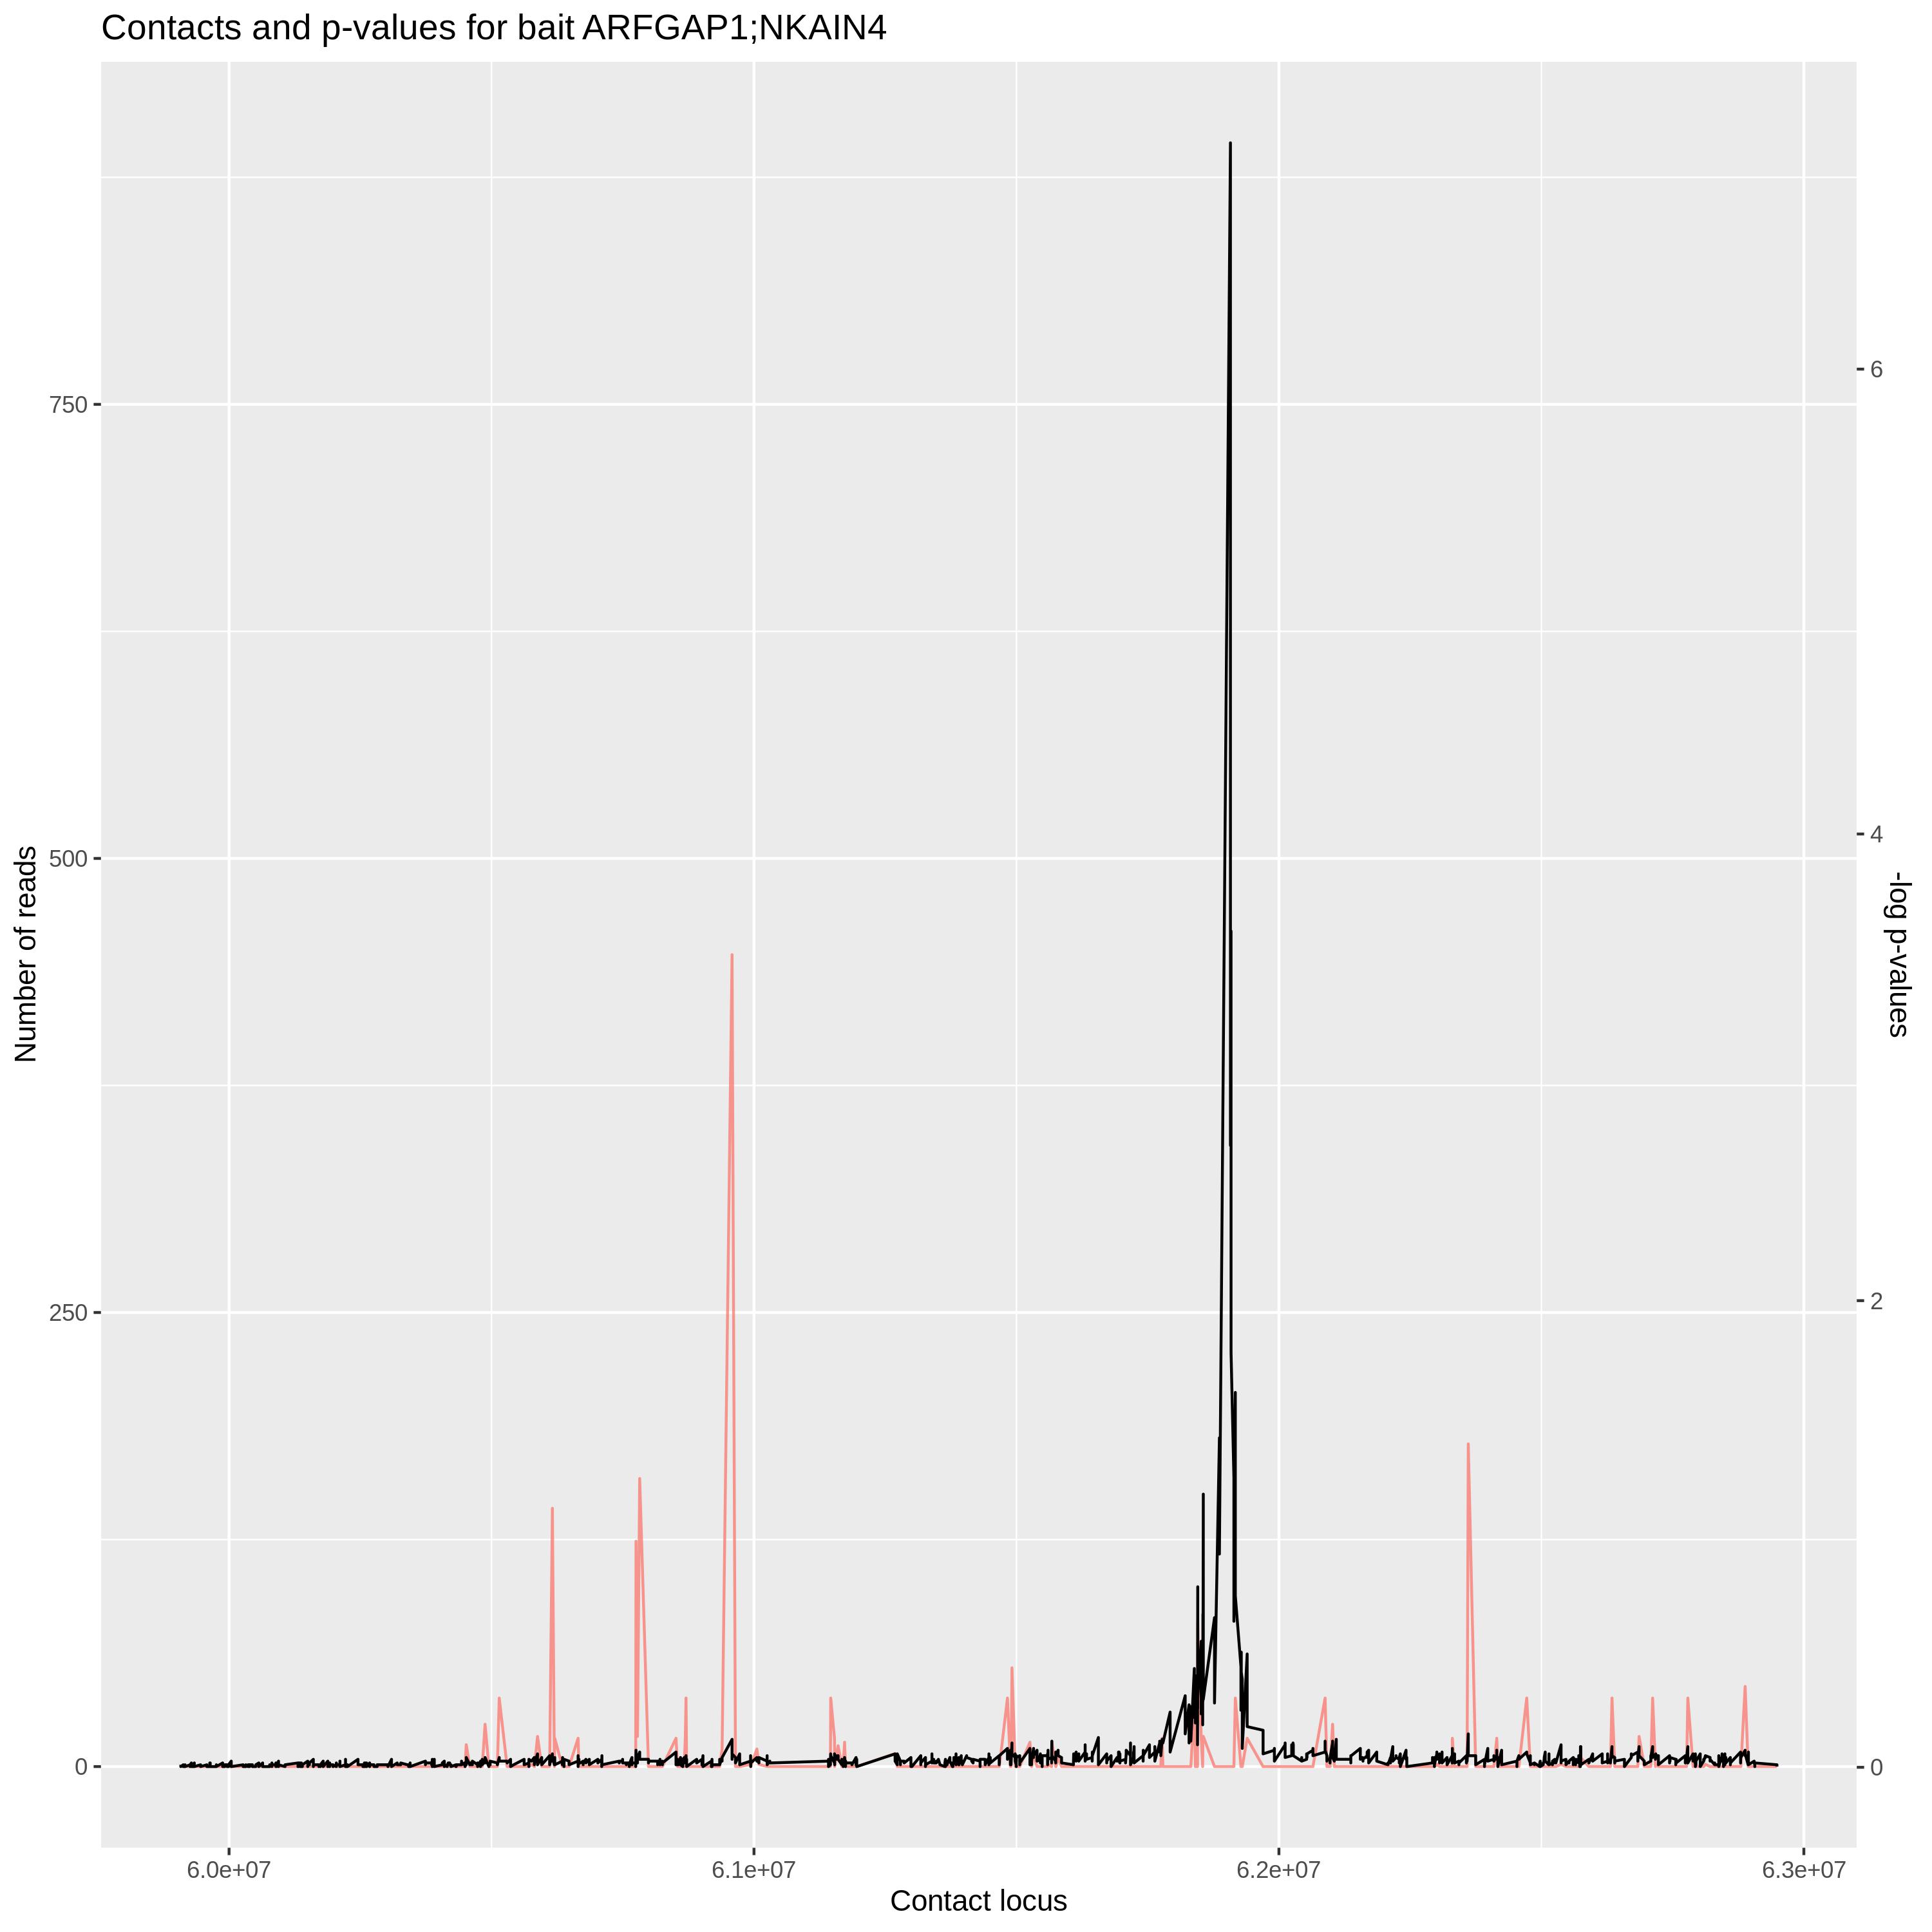 Contacts and p-values for bait ARFGAP1;NKAIN4
Number of reads
750
500
250
0
6
4
2
0
-log p-values
6.0e+07
6.1e+07
6.2e+07
6.3e+07
Contact locus